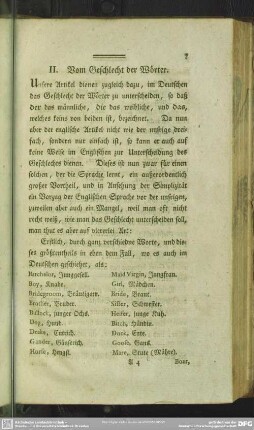 7
II. Vom Geschlecht der Wörter.
Unsere Artikel dienen zugleich dazu, im Deutschen
das Geschlecht der Wörter zu unterscheiden, so daß
der das männliche, die das weibliche, und das,
welches keins von beiden ist, bezeichnet. Da nun
aber der englische Artikel nicht wie der unsrige drei-
fach, sondern nur einfach ist, so kann er auch auf
keine Weise im Englischen zur Unterscheidung des
Geschlechtes dienen. Dieses ist nun zwar für einen
solchen, der die Sprache lernt, ein außerordentlich
großer Vortheil, und in Ansehung der Simplizität
ein Vorzug der Englischen Sprache vor der unsrigen,
zuweilen aber auch ein Mangel, weil man oft nicht
recht weiß, wie man das Geschlecht unterscheiden soll,
man thut es aber auf vielerlei Art:
Erstlich, durch ganz verschiedne Worte, und die-
ses größtentheils in eben dem Fall, wo es auch im
Deutschen geschiehet, als:
Batchelor, Junggesell. Maid Virgin, Jungfrau.
Boy, Knabe. Girl, Mädchen.
Bridegroom, Bräutigam. Bride, Braut.
Brother, Bruder. Sister, Schwester.
Bullock, junger Ochs. Heifer, junge Kuh.
Dog, Hund. Bitch, Hündin.
Drake, Enterich. Duck, Ente.
Gander, Gänserich. Goose, Gans.
Horse, Hengst. Mare, Stute (Mähre).
A 4 Boar,